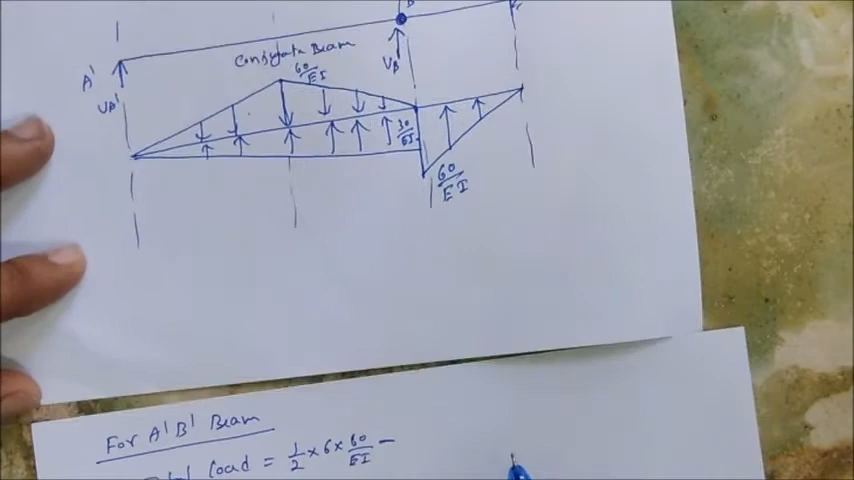 B'
A'
VA'
Conjugate Beam
VB'
60/EI
30/EI
60/EI
For A'B' Beam
Load = 1/2 × 6 × 60/EI −